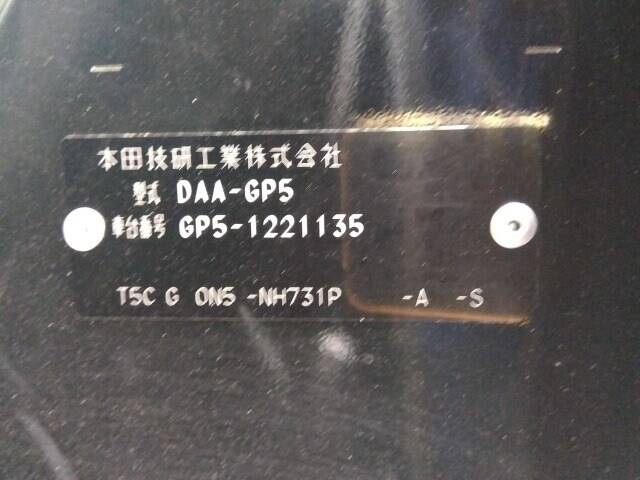 本田技研工業株式会社
型式 DAA-GP5
車台番号 GP5-1221135
T5C G ON5 -NH731P -A -S